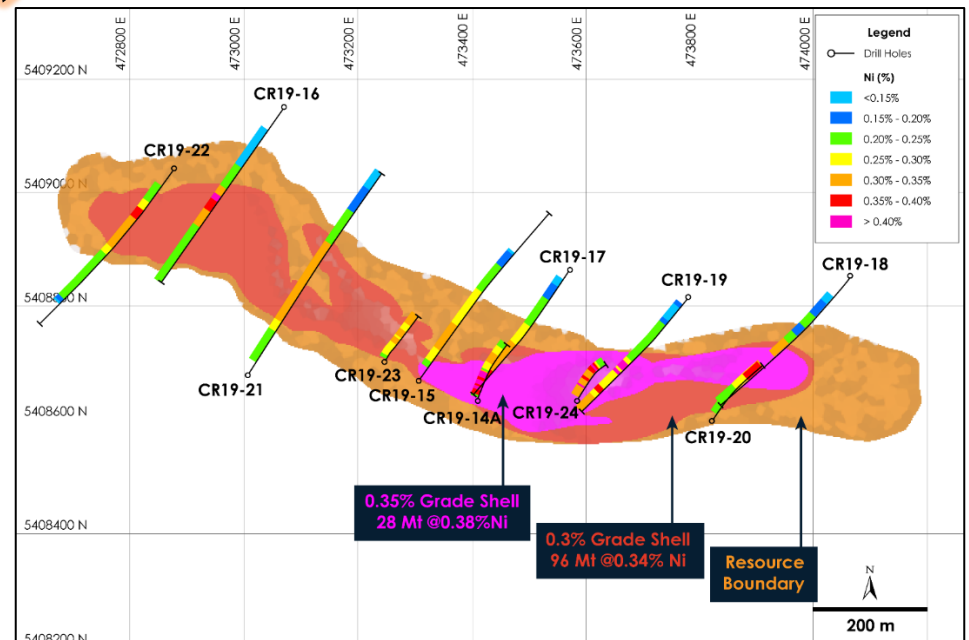 472800 E
473000 E
473200 E
473400 E
473600 E
473800 E
474000 E
5409200 N
5409000 N
5408800 N
5408600 N
5408400 N
5408200 N
Legend
Drill Holes
Ni (%)
<0.15%
0.15% - 0.20%
0.20% - 0.25%
0.25% - 0.30%
0.30% - 0.35%
0.35% - 0.40%
> 0.40%
CR19-16
CR19-22
CR19-17
CR19-19
CR19-18
CR19-21
CR19-23
CR19-15
CR19-14A
CR19-24
CR19-20
0.35% Grade Shell
28 Mt @0.38%Ni
0.3% Grade Shell
96 Mt @0.34% Ni
Resource
Boundary
N
200 m